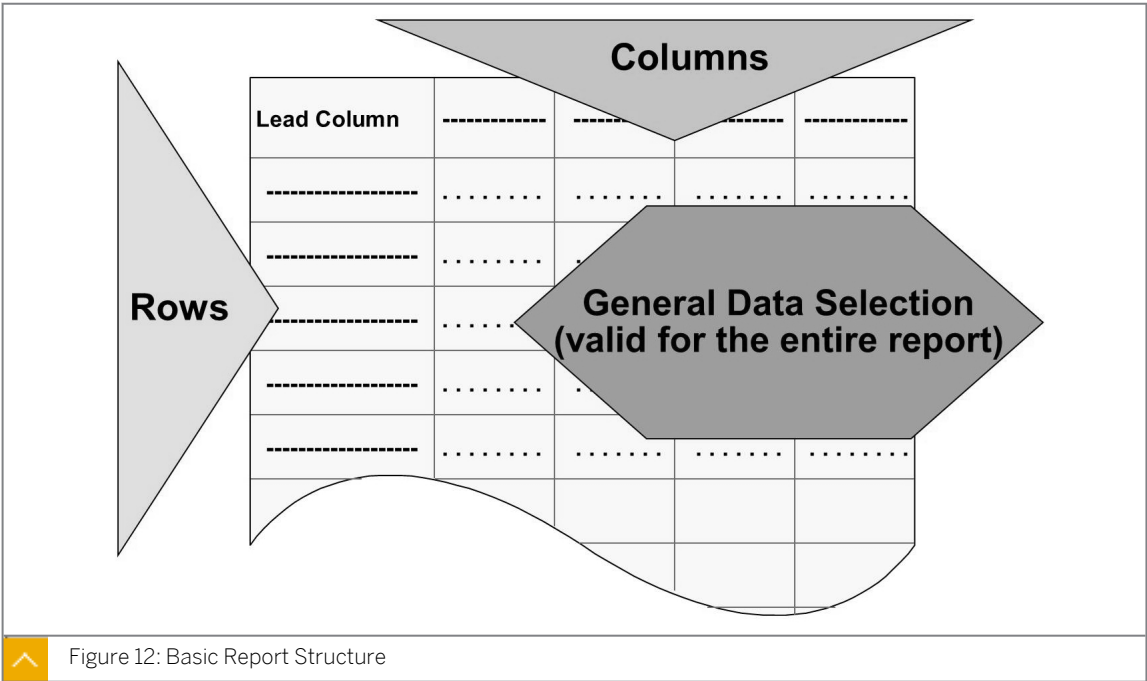 Columns
Lead Column
Rows
General Data Selection
(valid for the entire report)
Figure 12: Basic Report Structure